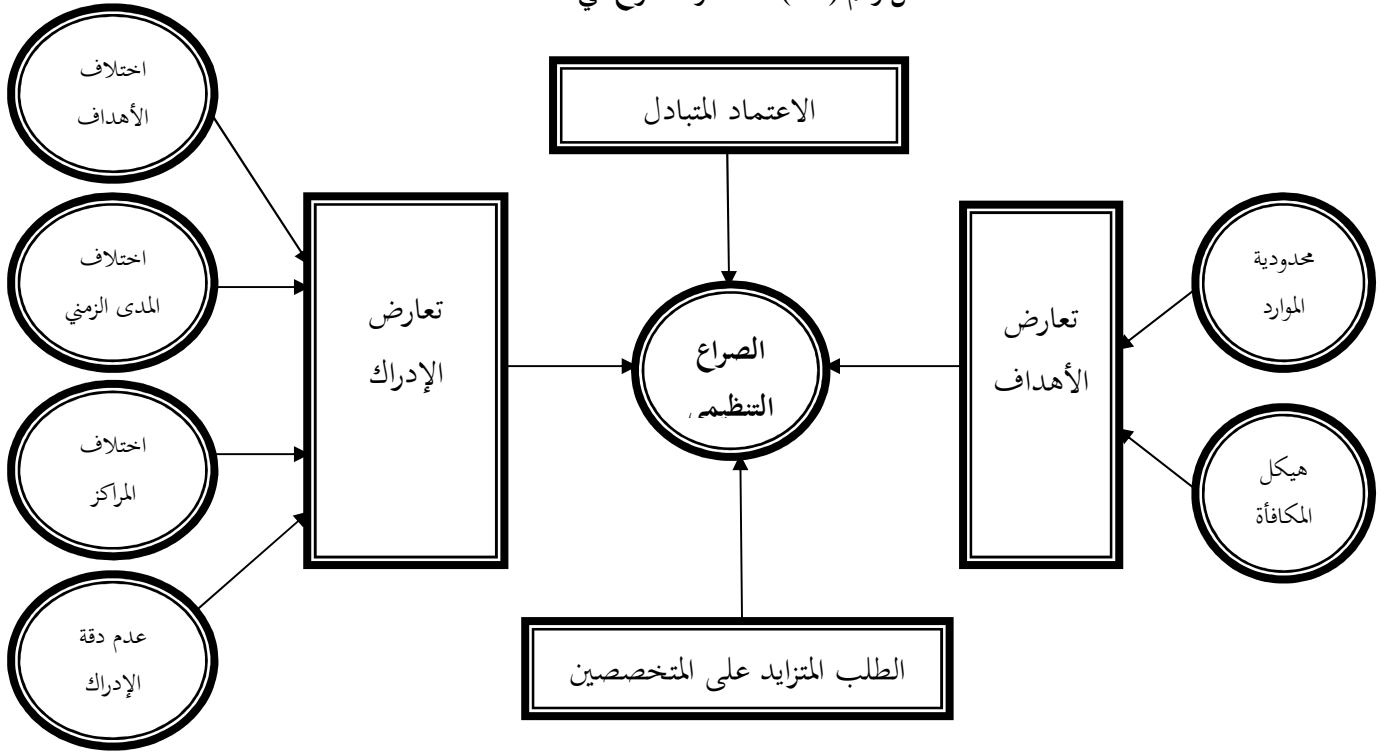 الاعتماد المتبادل
اختلاف
الأهداف
اختلاف
المدى الزمني
اختلاف
المراكز
عدم دقة
الإدراك
تعارض
الإدراك
الصراع
التنظيمي
تعارض
الأهداف
محدودية
الموارد
هيكل
المكافأة
الطلب المتزايد على المتخصصين